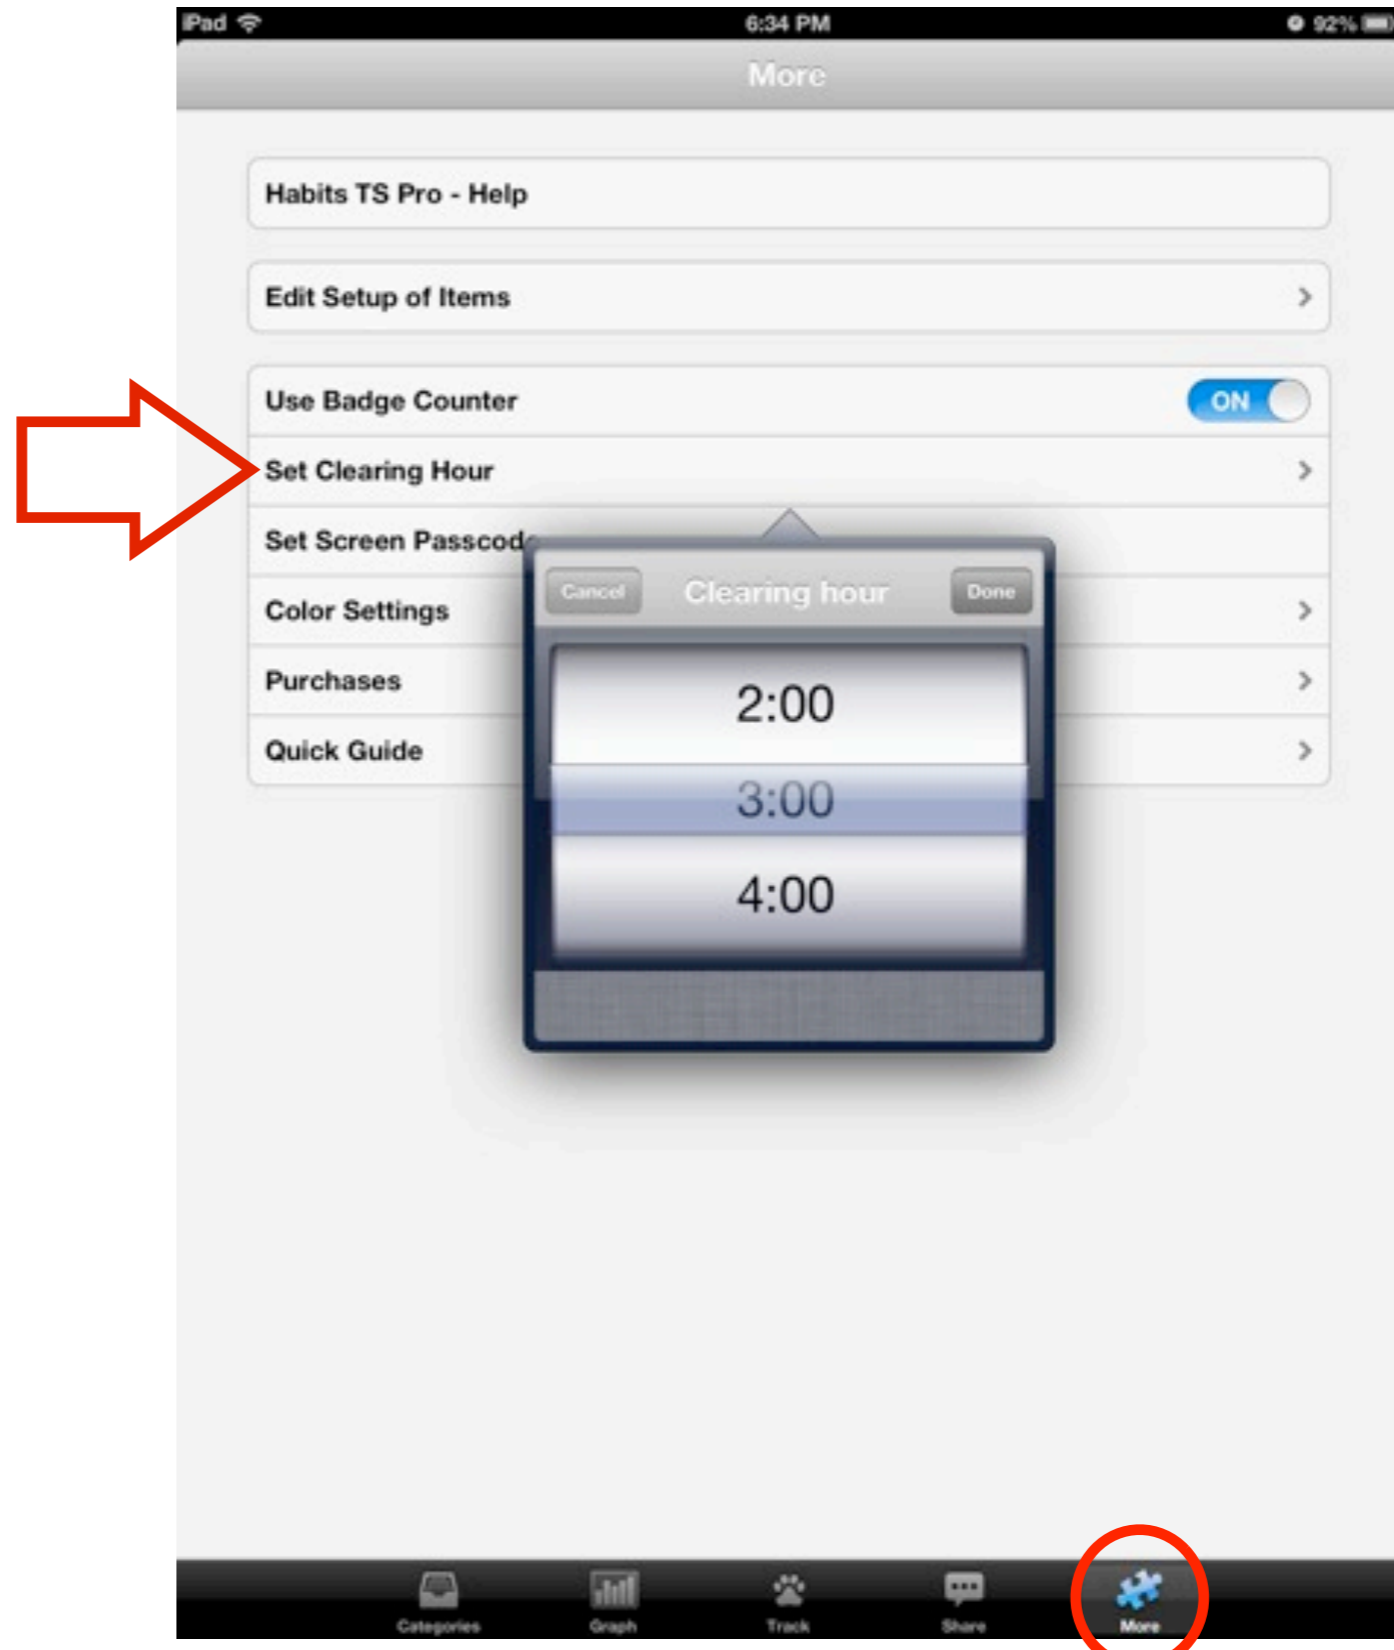 iPad 6:34 PM 92%
More
Habits TS Pro - Help
Edit Setup of Items
Use Badge Counter ON
Set Clearing Hour
Set Screen Passcode
Cancel Clearing hour Done
Color Settings
2:00
Purchases
Quick Guide
3:00
4:00
Categories Graph Track Share More